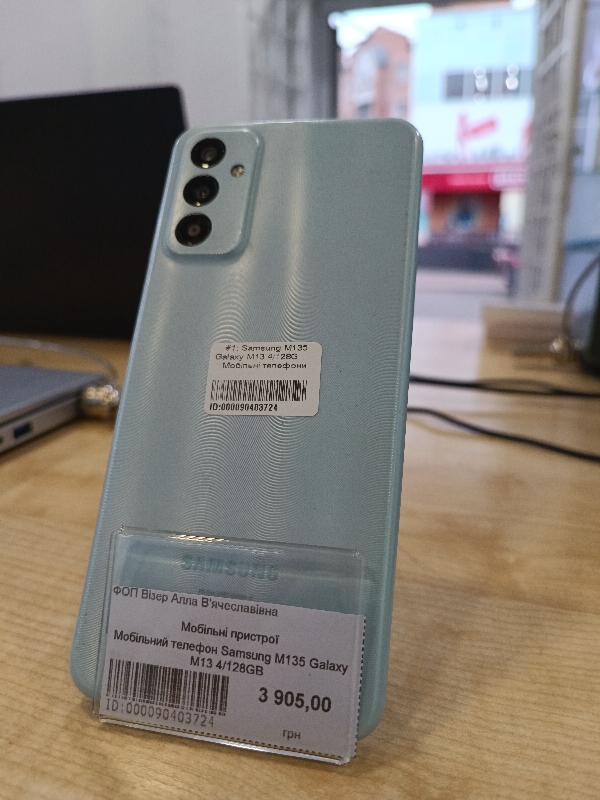 #1: Samsung M135
Galaxy M13 4/128G
Мобільні телефони
ID:000090403724
SAMSUNG
ФОП Візер Алла В'ячеславівна
Мобільні пристрої
Мобільний телефон Samsung M135 Galaxy
M13 4/128GB
3 905,00
ID:000090403724
грн